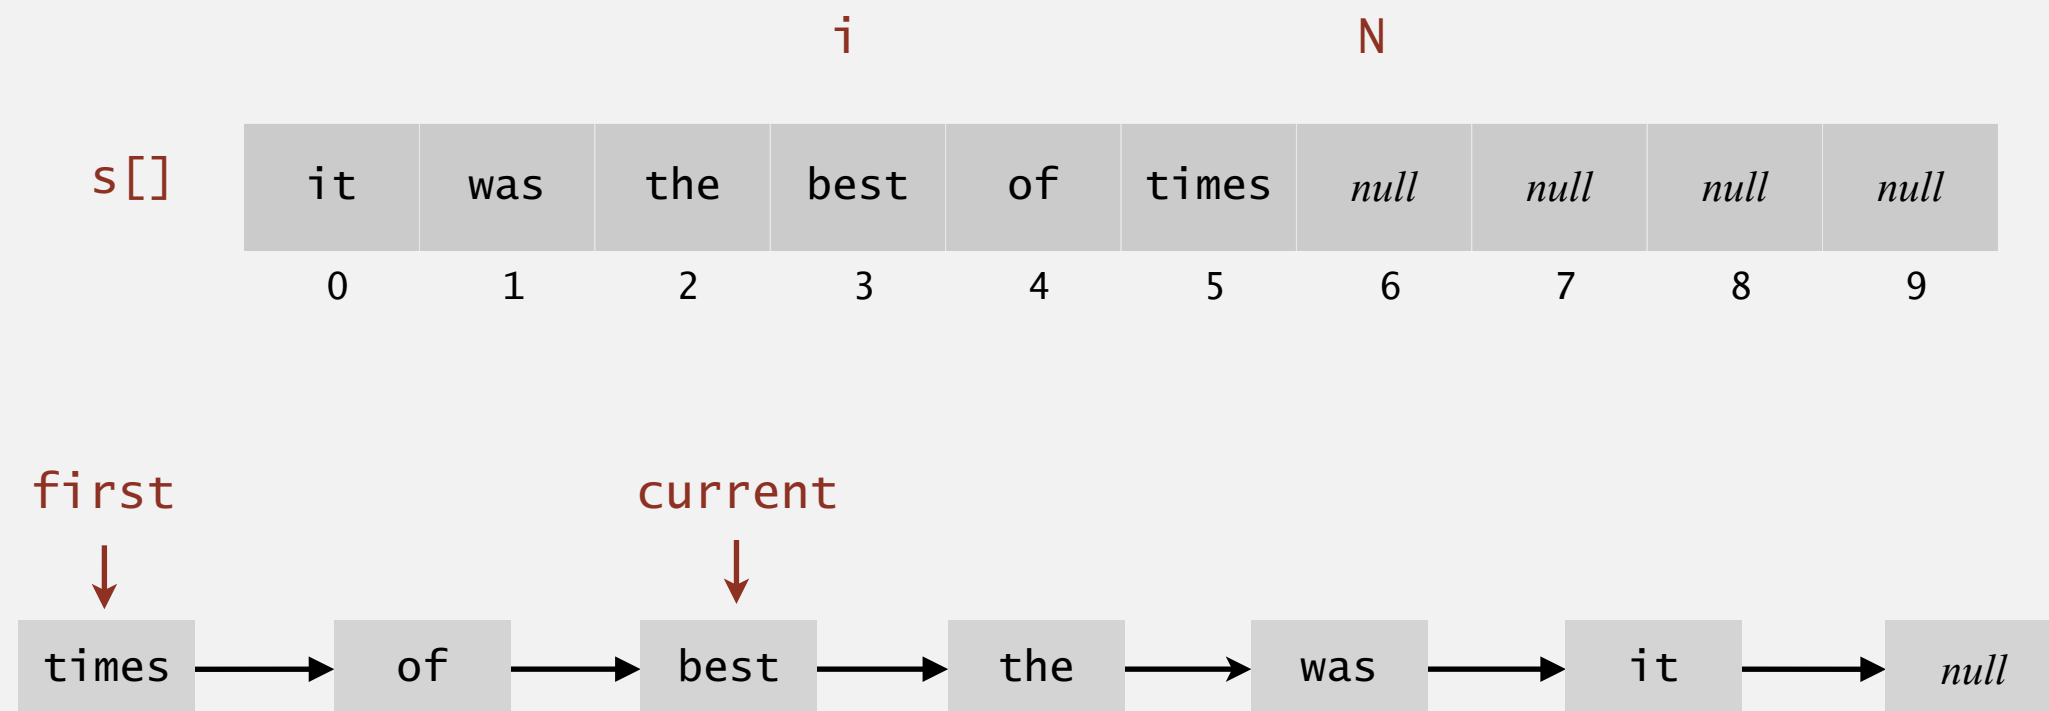 i N
s[] it was the best of times null null null null
0 1 2 3 4 5 6 7 8 9
first current
times of best the was it null